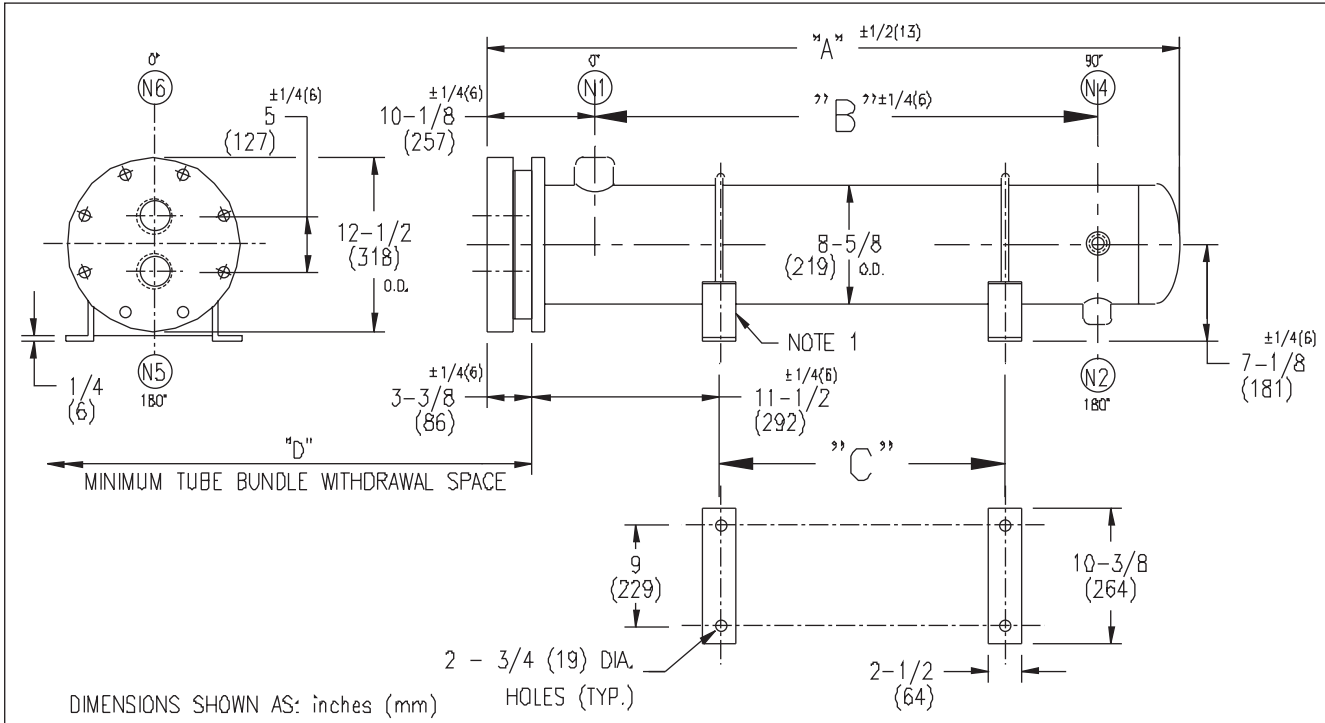 "A" ±1/2(13)
0°
N6
±1/4(6)
5
(127)
±1/4(6)
10-1/8
(257)
0°
N1
"B" ±1/4(6)
90°
N4
12-1/2
(318)
O.D.
8-5/8
(219) O.D.
NOTE 1
±1/4(6)
7-1/8
(181)
1/4
(6)
N5
180°
±1/4(6)
3-3/8
(86)
±1/4(6)
11-1/2
(292)
N2
180°
"D"
MINIMUM TUBE BUNDLE WITHDRAWAL SPACE
"C"
9
(229)
10-3/8
(264)
2 - 3/4 (19) DIA.
HOLES (TYP.)
2-1/2
(64)
DIMENSIONS SHOWN AS: inches (mm)